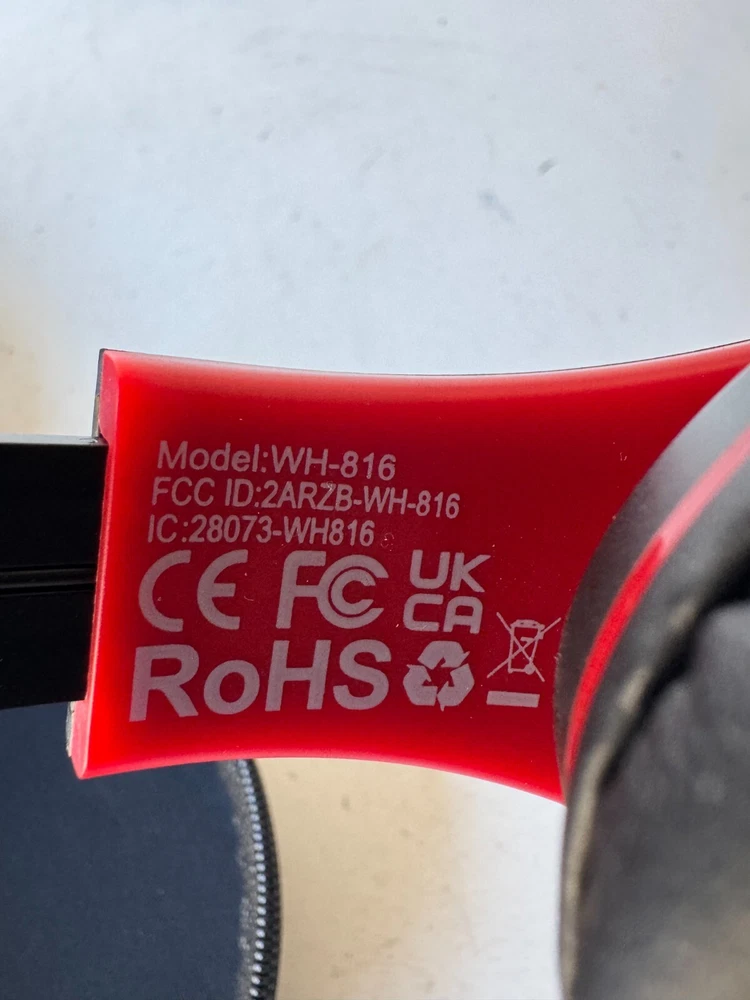 Model:WH-816
FCC ID:2ARZB-WH-816
IC:28073-WH816
CE FC UK
CA
RoHS